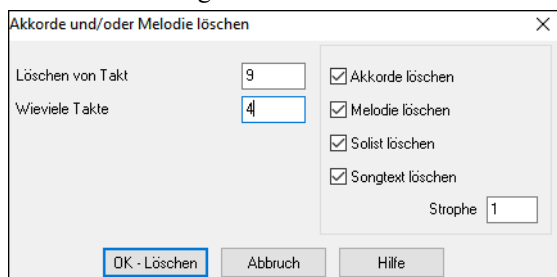 Akkorde und/oder Melodie löschen
Löschen von Takt 9
Wieviele Takte 4
Akkorde löschen
Melodie löschen
Solist löschen
Songtext löschen
Strophe 1
OK - Löschen Abbruch Hilfe